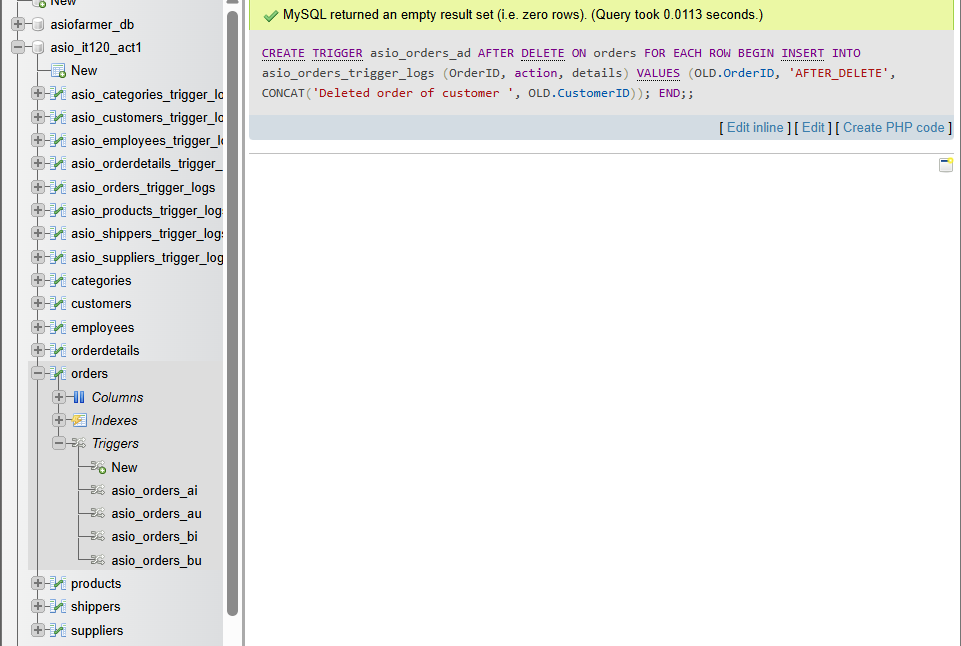 New
asiofarmer_db
asio_it120_act1
New
asio_categories_trigger_lo
asio_customers_trigger_lo
asio_employees_trigger_l
asio_orderdetails_trigger_
asio_orders_trigger_logs
asio_products_trigger_log
asio_shippers_trigger_logs
asio_suppliers_trigger_log
categories
customers
employees
orderdetails
orders
Columns
Indexes
Triggers
New
asio_orders_ai
asio_orders_au
asio_orders_bi
asio_orders_bu
products
shippers
suppliers
MySQL returned an empty result set (i.e. zero rows). (Query took 0.0113 seconds.)
CREATE TRIGGER asio_orders_ad AFTER DELETE ON orders FOR EACH ROW BEGIN INSERT INTO
asio_orders_trigger_logs (OrderID, action, details) VALUES (OLD.OrderID, 'AFTER_DELETE',
CONCAT('Deleted order of customer ', OLD.CustomerID)); END;;
[ Edit inline ] [ Edit ] [ Create PHP code ]